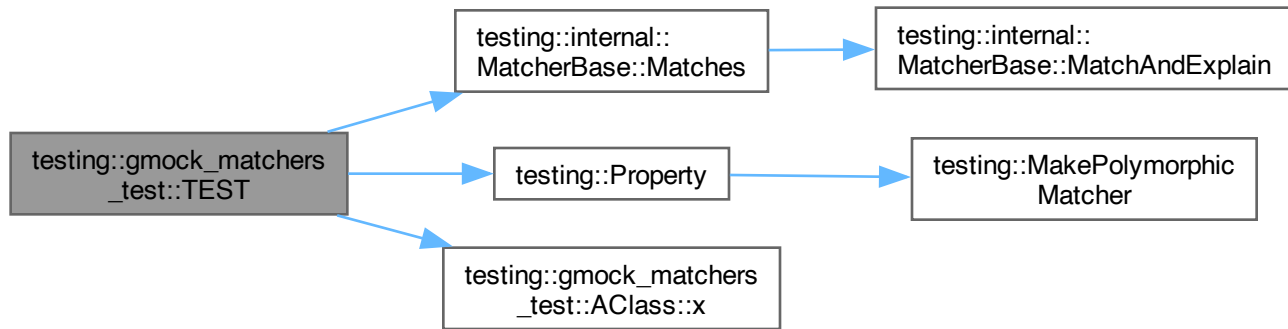 testing::gmock_matchers
_test::TEST
testing::internal::
MatcherBase::Matches
testing::internal::
MatcherBase::MatchAndExplain
testing::Property
testing::MakePolymorphic
Matcher
testing::gmock_matchers
_test::AClass::x